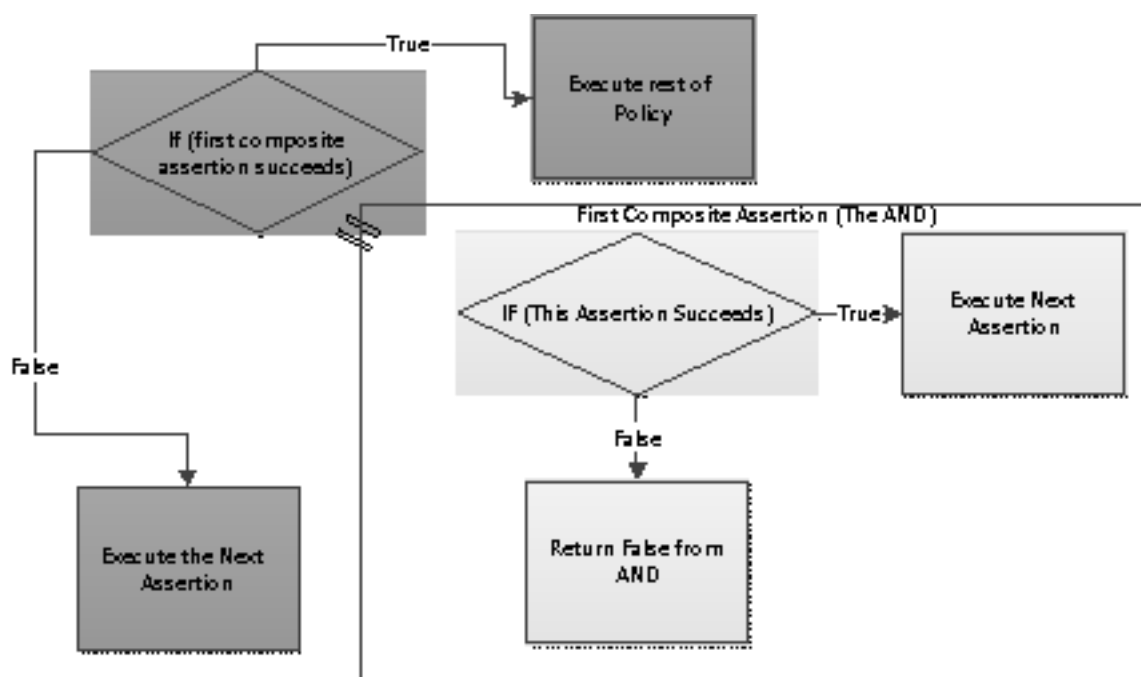 True
Execute rest of
Policy
If (first composite
assertion succeeds)
First Composite Assertion (The AND)
IF (This Assertion Succeeds)
True
Execute Next
Assertion
False
False
Execute the Next
Assertion
Return False from
AND